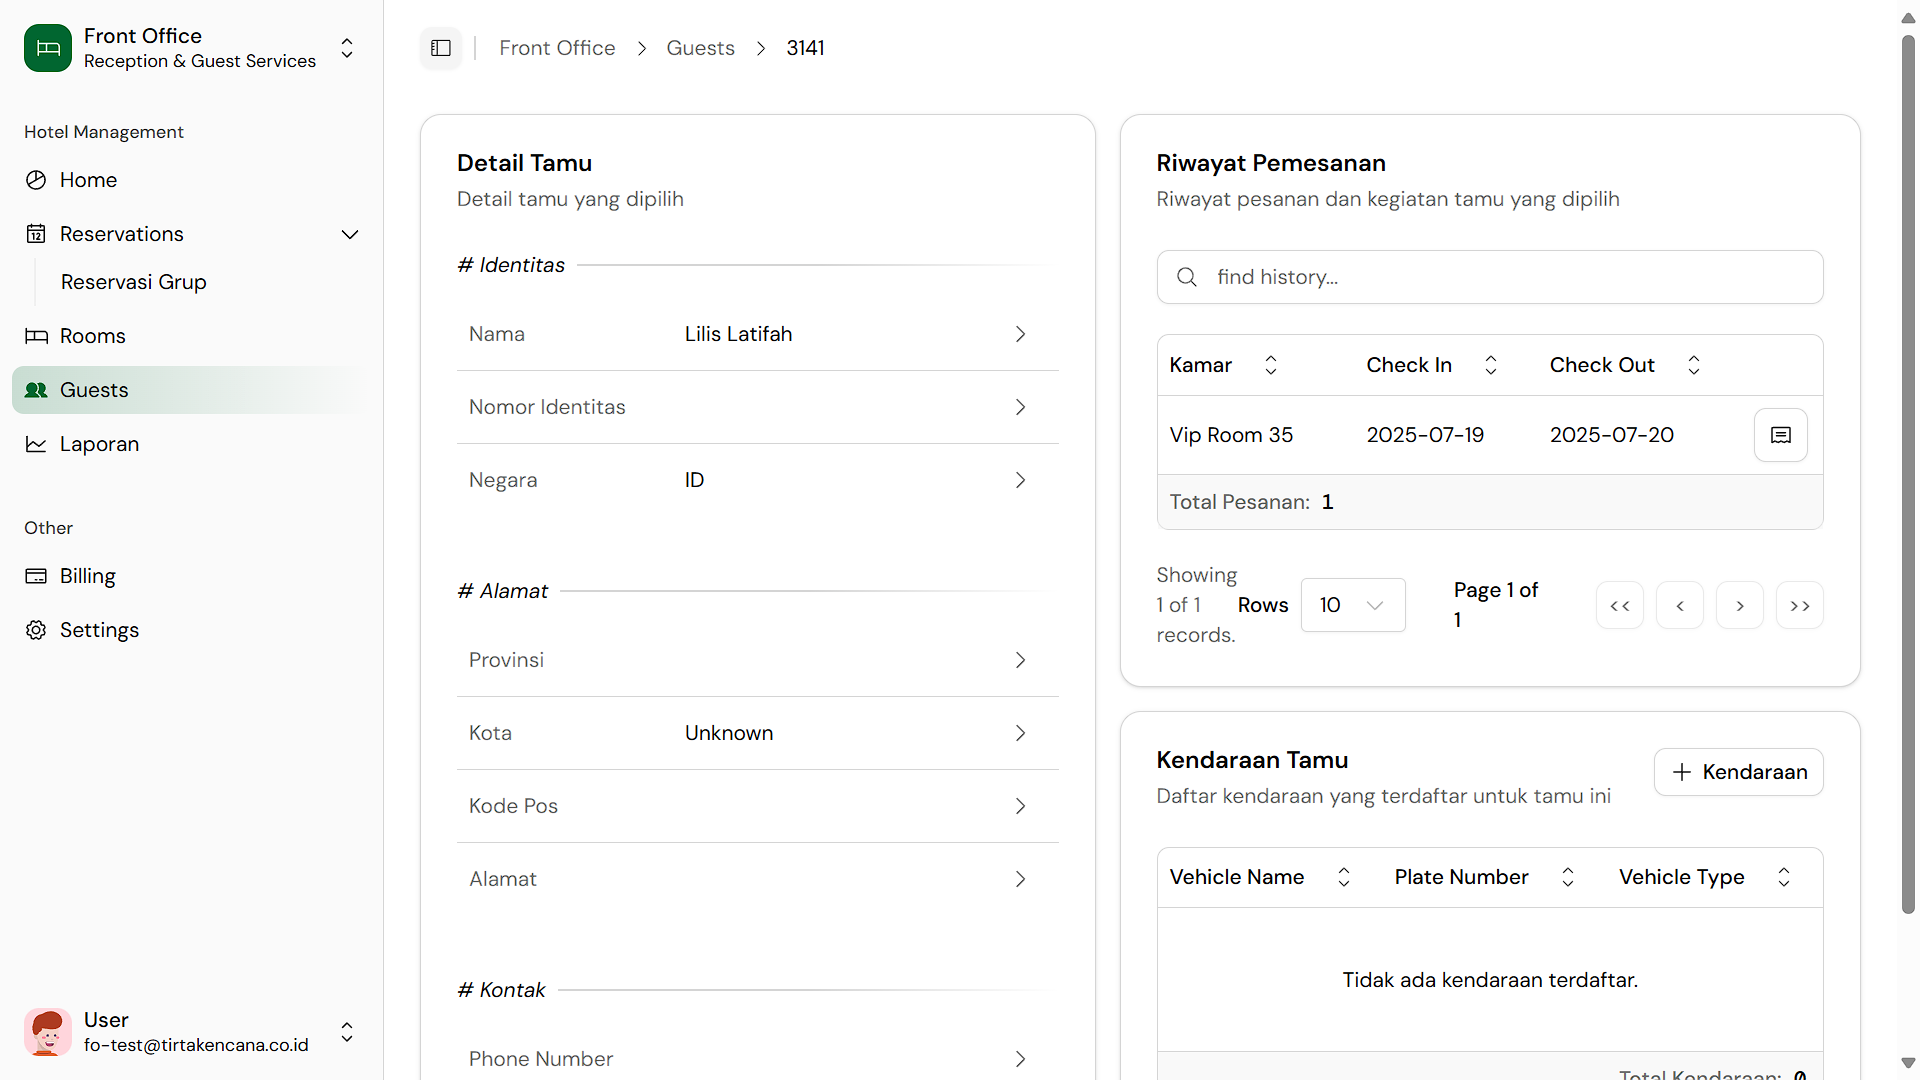 Front Office
Reception & Guest Services
Hotel Management
Home
Reservations
Reservasi Grup
Rooms
Guests
Laporan
Other
Billing
Settings
User
fo-test@tirtakencana.co.id
Front Office > Guests > 3141
Detail Tamu
Detail tamu yang dipilih
# Identitas
Nama Lilis Latifah
Nomor Identitas
Negara ID
# Alamat
Provinsi
Kota Unknown
Kode Pos
Alamat
# Kontak
Phone Number
Riwayat Pemesanan
Riwayat pesanan dan kegiatan tamu yang dipilih
find history...
Kamar Check In Check Out
Vip Room 35 2025-07-19 2025-07-20
Total Pesanan: 1
Showing
1 of 1
records.
Rows 10
Page 1 of
1
<< < > >>
Kendaraan Tamu
Daftar kendaraan yang terdaftar untuk tamu ini
+ Kendaraan
Vehicle Name Plate Number Vehicle Type
Tidak ada kendaraan terdaftar.
Total Kendaraan: 0